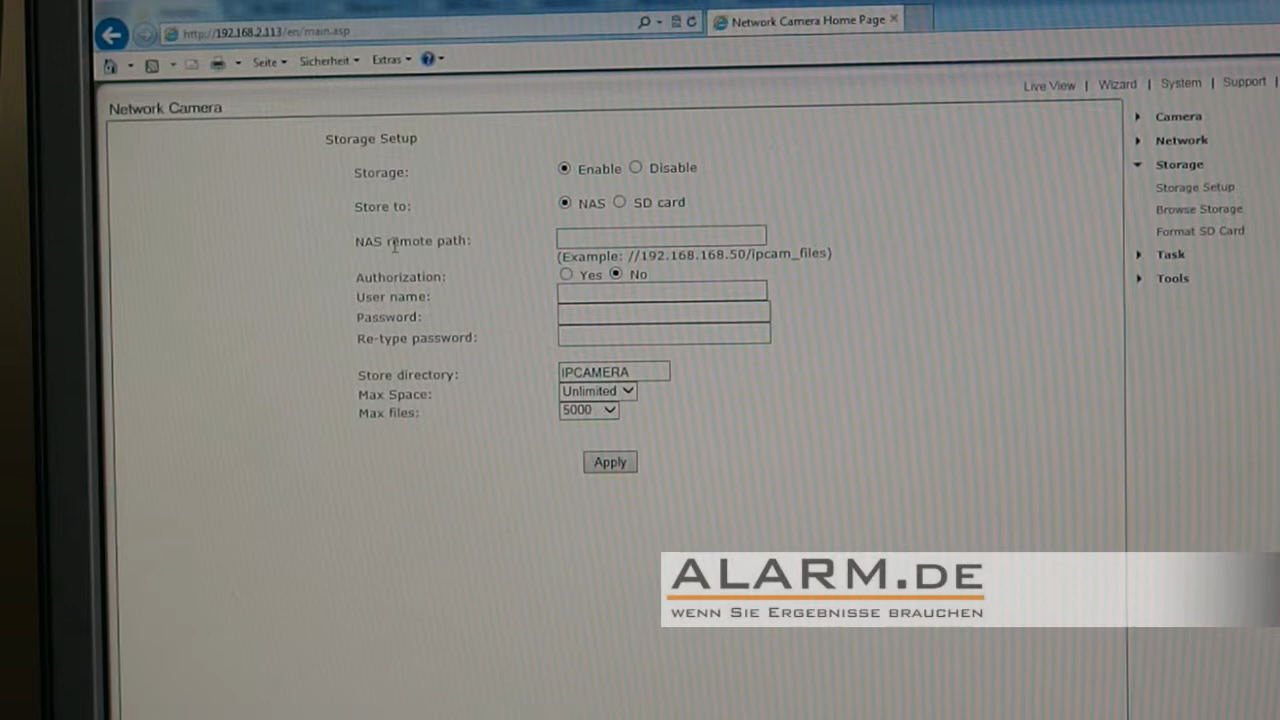 http://192.168.2.113/en/main.asp
Network Camera Home Page
Seite
Sicherheit
Extras
Live View | Wizard | System | Support |
Network Camera
Storage Setup
Storage: Enable Disable
Store to: NAS SD card
NAS remote path:
(Example: //192.168.168.50/ipcam_files)
Authorization: Yes No
User name:
Password:
Re-type password:
Store directory: IPCAMERA
Max Space: Unlimited
Max files: 5000
Apply
Camera
Network
Storage
Storage Setup
Browse Storage
Format SD Card
Task
Tools
ALARM.DE
WENN SIE ERGEBNISSE BRAUCHEN